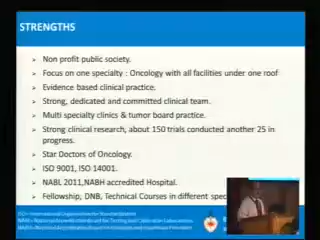 STRENGTHS
Non profit public society.
Focus on one specialty : Oncology with all facilities under one roof
Evidence based clinical practice.
Strong, dedicated and committed clinical team.
Multi specialty clinics & tumor board practice.
Strong clinical research, about 150 trials conducted another 25 in
progress.
Star Doctors of Oncology.
ISO 9001, ISO 14001.
NABL 2011,NABH accredited Hospital.
Fellowship, DNB, Technical Courses in different spec